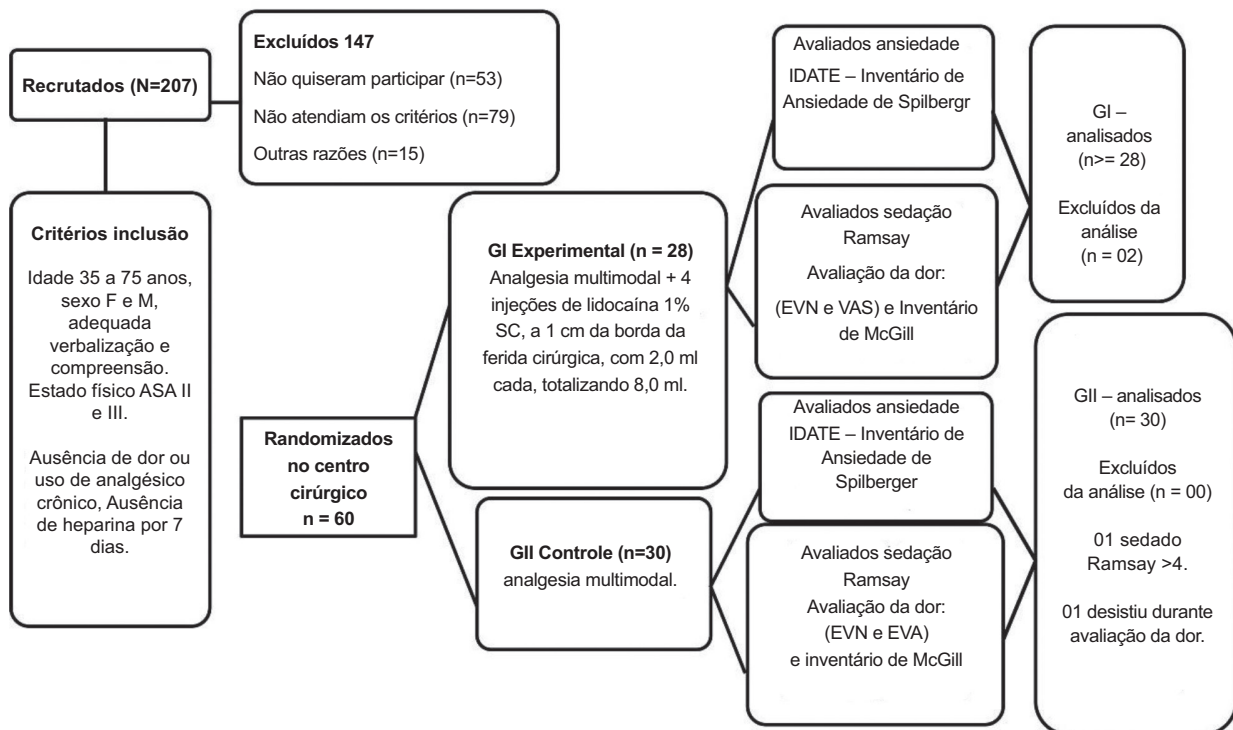 Recrutados (N=207)
Excluídos 147
Não quiseram participar (n=53)
Não atendiam os critérios (n=79)
Outras razões (n=15)
Critérios inclusão
Idade 35 a 75 anos,
sexo F e M,
adequada
verbalização e
compreensão.
Estado físico ASA II
e III.
Ausência de dor ou
uso de analgésico
crônico, Ausência
de heparina por 7
dias.
Randomizados
no centro
cirúrgico
n = 60
GI Experimental (n = 28)
Analgesia multimodal + 4
injeções de lidocaína 1%
SC, a 1 cm da borda da
ferida cirúrgica, com 2,0 ml
cada, totalizando 8,0 ml.
GII Controle (n=30)
analgesia multimodal.
Avaliados ansiedade
IDATE – Inventário de
Ansiedade de Spilbergr
Avaliados sedação
Ramsay
Avaliação da dor:
(EVN e VAS) e Inventário
de McGill
Avaliados ansiedade
IDATE – Inventário de
Ansiedade de
Spilberger
Avaliados sedação
Ramsay
Avaliação da dor:
(EVN e EVA)
e inventário de McGill
GI –
analisados
(n>= 28)
Excluídos da
análise
(n = 02)
GII – analisados
(n= 30)
Excluídos
da análise (n = 00)
01 sedado
Ramsay >4.
01 desistiu durante
avaliação da dor.